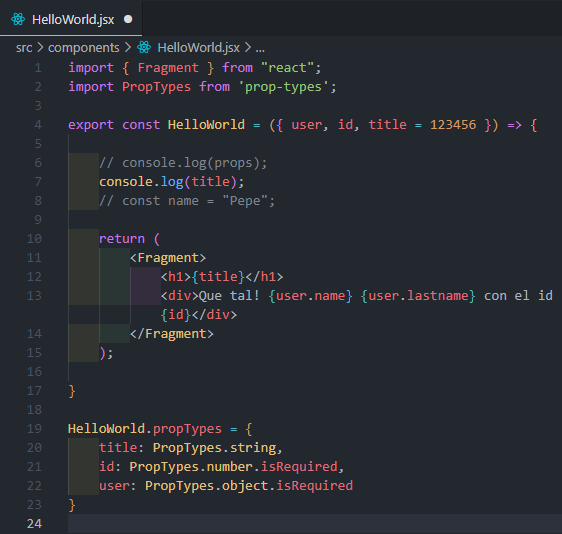 HelloWorld.jsx
src > components > HelloWorld.jsx > ...
1 import { Fragment } from "react";
2 import PropTypes from 'prop-types';
3
4 export const HelloWorld = ({ user, id, title = 123456 }) => {
5
6 // console.log(props);
7 console.log(title);
8 // const name = "Pepe";
9
10 return (
11 <Fragment>
12 <h1>{title}</h1>
13 <div>Que tal! {user.name} {user.lastname} con el id
{id}</div>
14 </Fragment>
15 );
16
17 }
18
19 HelloWorld.propTypes = {
20 title: PropTypes.string,
21 id: PropTypes.number.isRequired,
22 user: PropTypes.object.isRequired
23 }
24